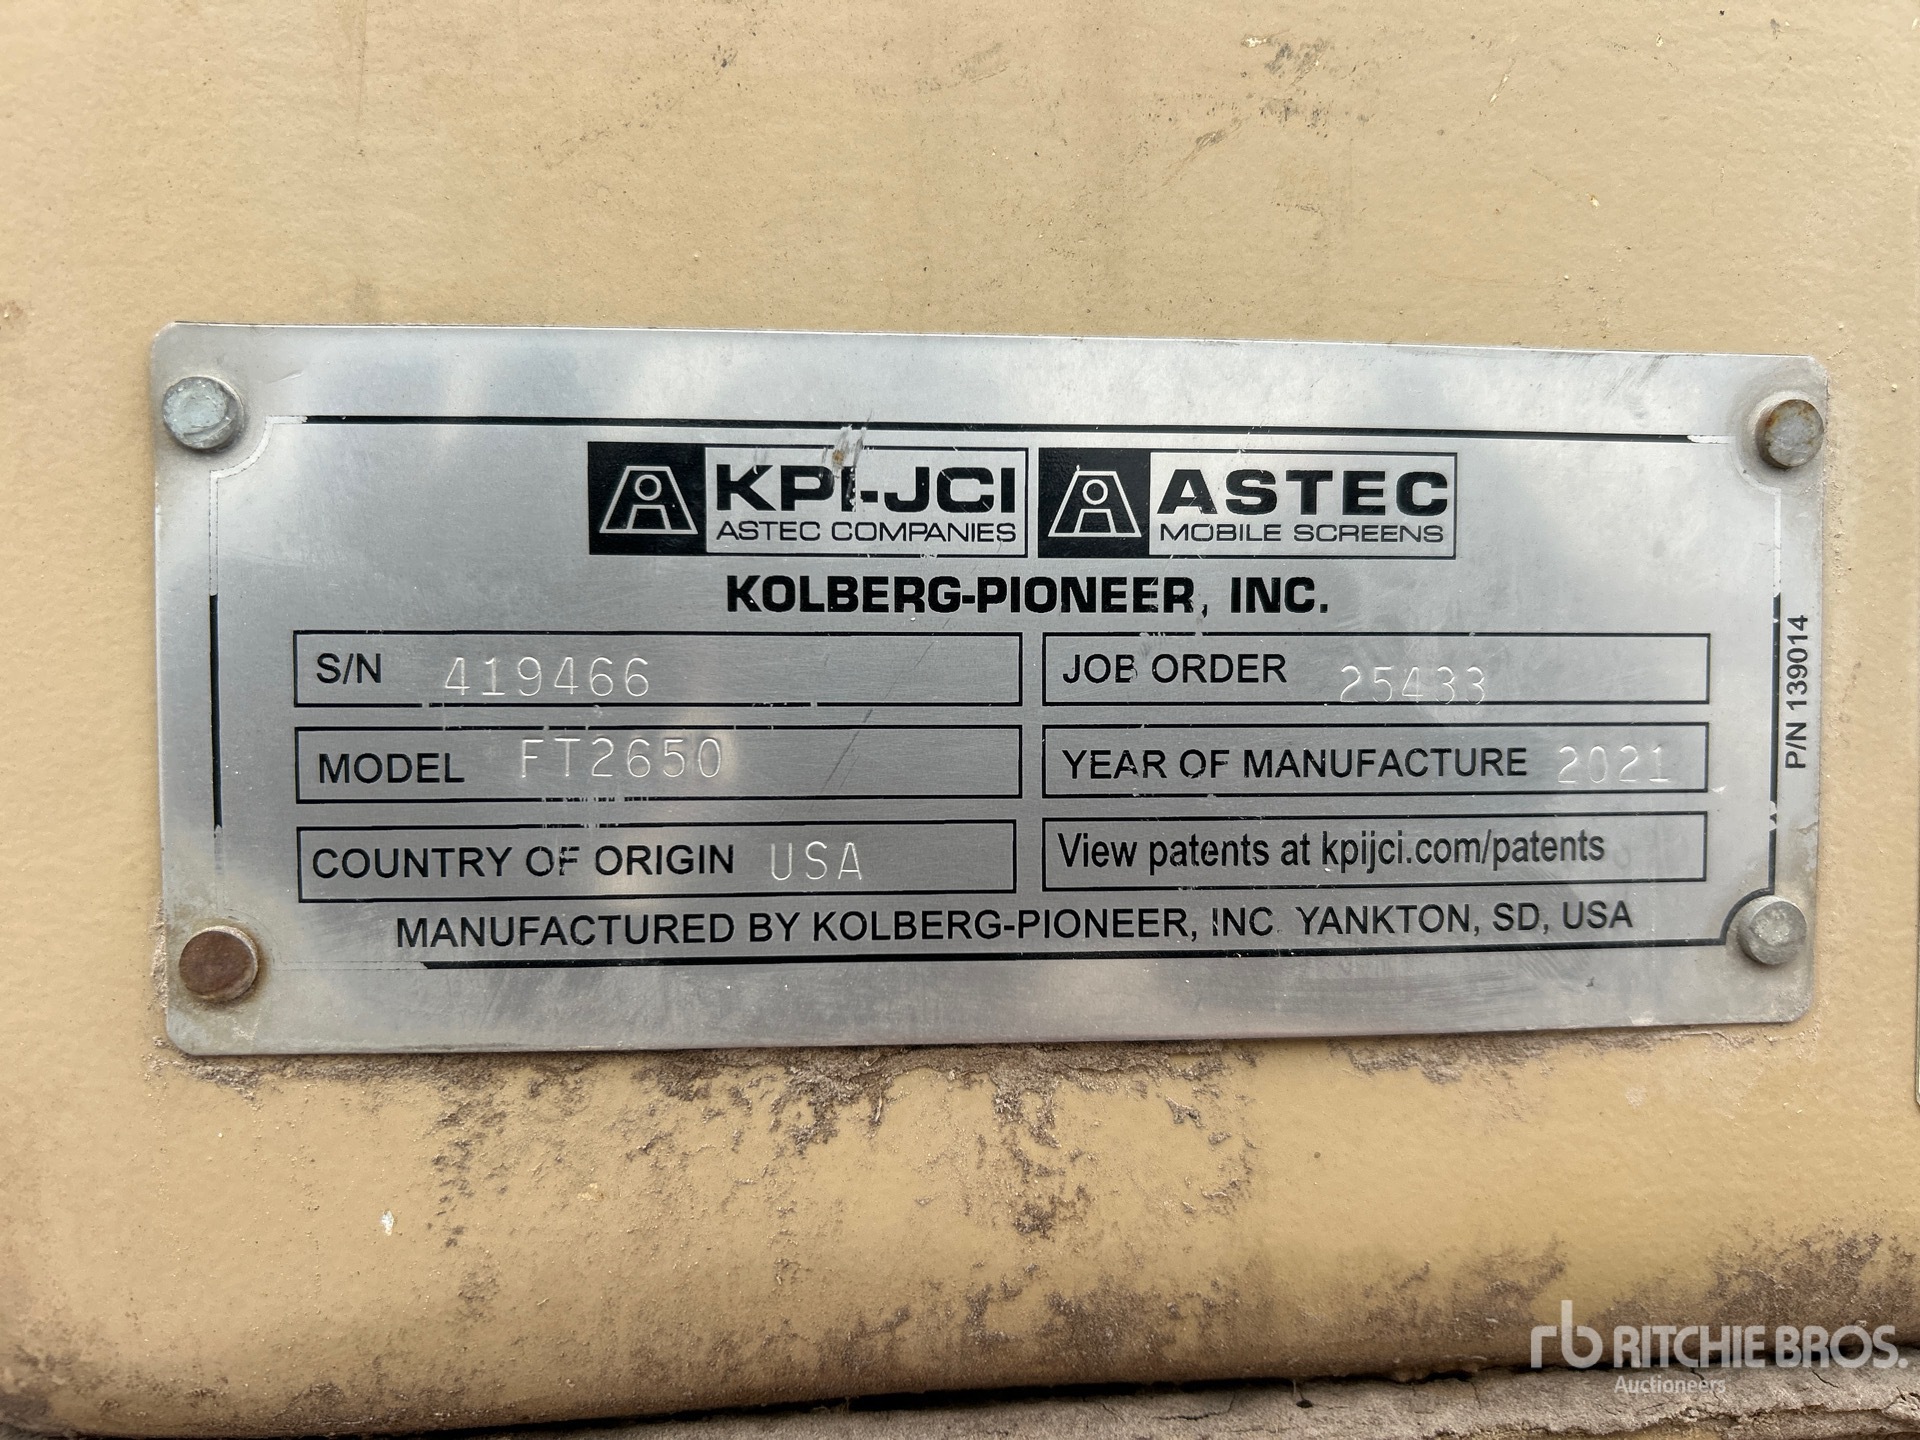 KPI-JCI
ASTEC COMPANIES
ASTEC
MOBILE SCREENS
KOLBERG-PIONEER, INC.
S/N 419466
JOB ORDER 25433
MODEL FT2650
YEAR OF MANUFACTURE 2021
COUNTRY OF ORIGIN USA
View patents at kpijci.com/patents
MANUFACTURED BY KOLBERG-PIONEER, INC. YANKTON, SD, USA
P/N 139014
rb RITCHIE BROS.
Auctioneers